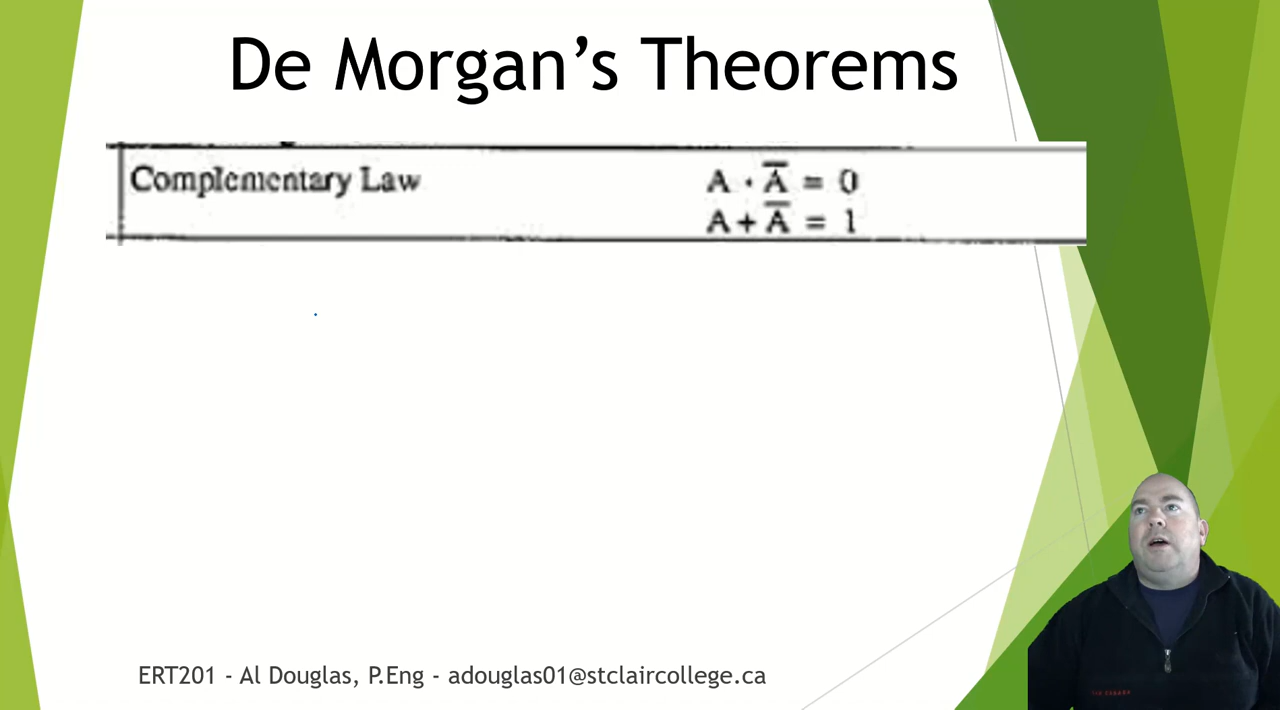 De Morgan's Theorems
Complementary Law A · A̅ = 0
A + A̅ = 1
ERT201 - Al Douglas, P.Eng - adouglas01@stclaircollege.ca